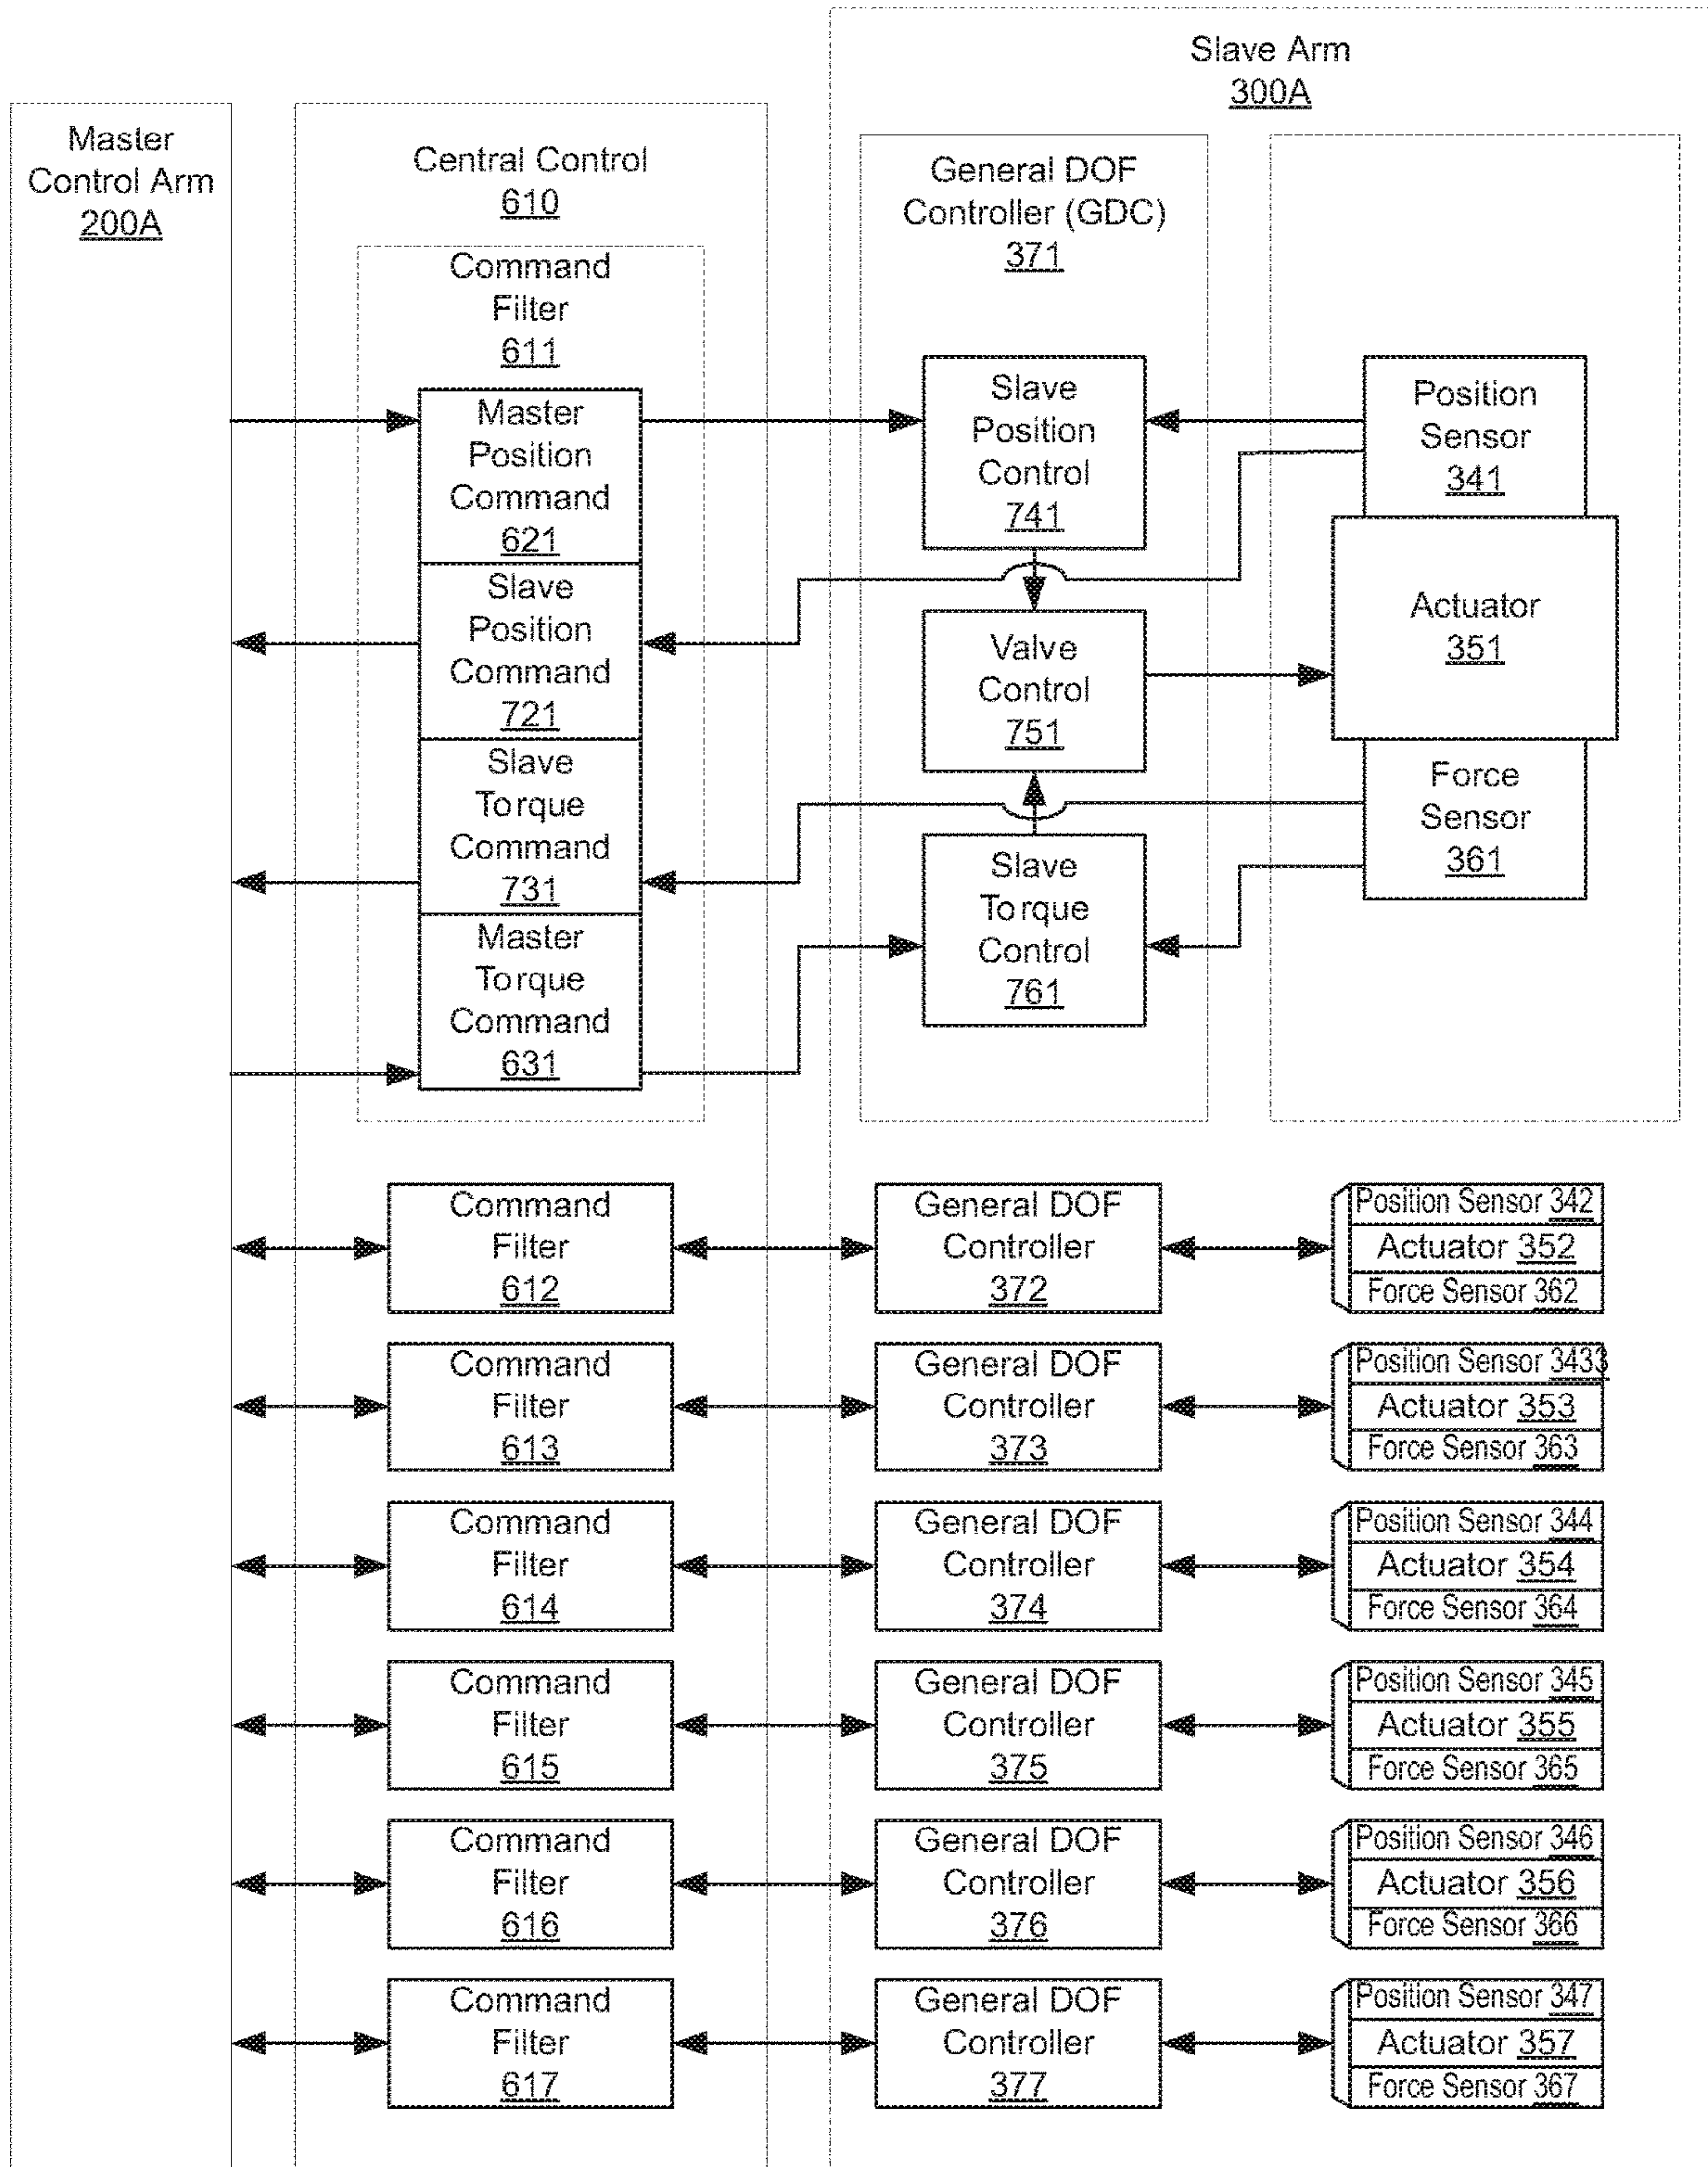 Slave Arm
300A
Master
Control Arm
200A
Central Control
610
General DOF
Controller (GDC)
371
Command
Filter
611
Master
Position
Command
621
Slave
Position
Command
721
Slave
Torque
Command
731
Master
Torque
Command
631
Slave
Position
Control
741
Valve
Control
751
Slave
Torque
Control
761
Position
Sensor
341
Actuator
351
Force
Sensor
361
Command
Filter
612
General DOF
Controller
372
Position Sensor 342
Actuator 352
Force Sensor 362
Command
Filter
613
General DOF
Controller
373
Position Sensor 3433
Actuator 353
Force Sensor 363
Command
Filter
614
General DOF
Controller
374
Position Sensor 344
Actuator 354
Force Sensor 364
Command
Filter
615
General DOF
Controller
375
Position Sensor 345
Actuator 355
Force Sensor 365
Command
Filter
616
General DOF
Controller
376
Position Sensor 346
Actuator 356
Force Sensor 366
Command
Filter
617
General DOF
Controller
377
Position Sensor 347
Actuator 357
Force Sensor 367